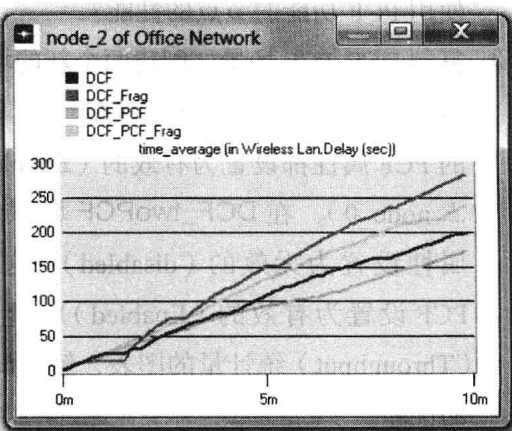 node_2 of Office Network
DCF
DCF_Frag
DCF_PCF
DCF_PCF_Frag
time_average (in Wireless Lan.Delay (sec))
300
250
200
150
100
50
0
0m
5m
10m